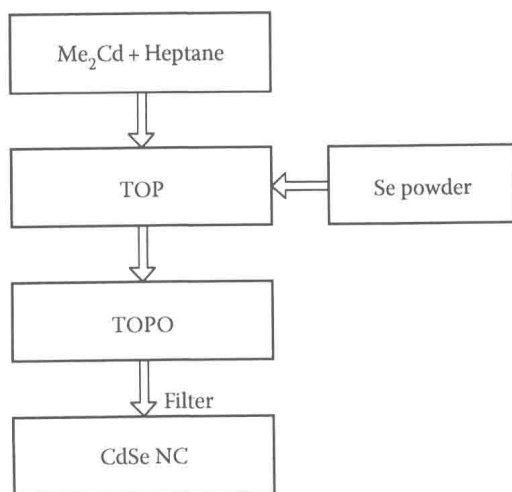 Me₂Cd + Heptane
TOP
Se powder
TOPO
Filter
CdSe NC